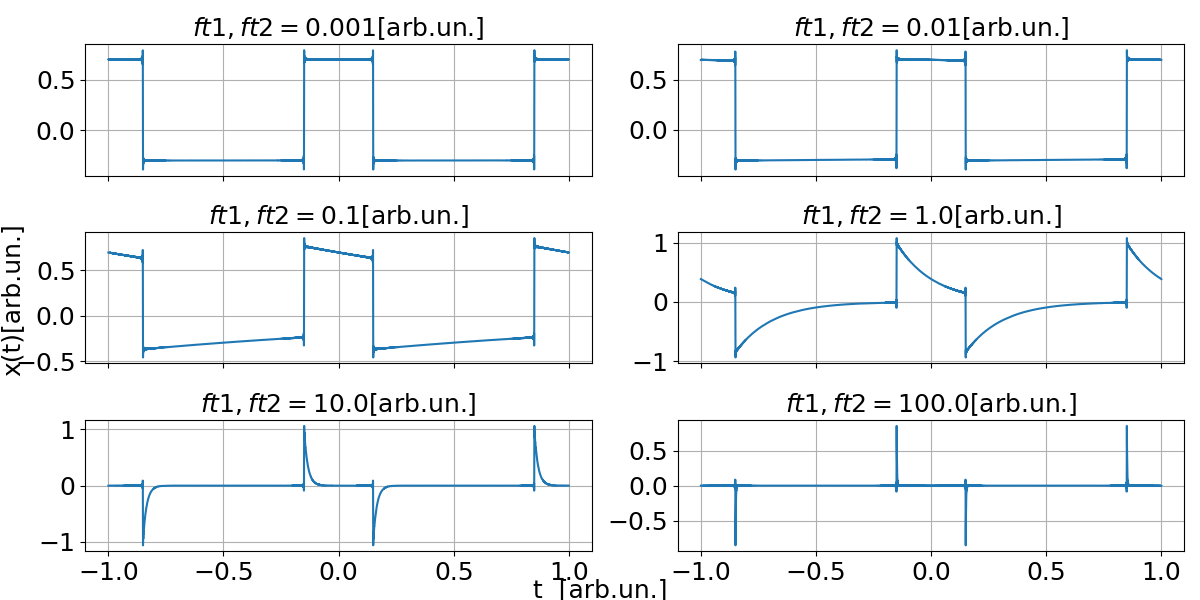 ft1, ft2 = 0.001[arb.un.]
ft1, ft2 = 0.01[arb.un.]
0.5
0.0
0.5
0.0
ft1, ft2 = 0.1[arb.un.]
ft1, ft2 = 1.0[arb.un.]
0.5
0.0
−0.5
1
0
−1
x(t)[arb.un.]
ft1, ft2 = 10.0[arb.un.]
ft1, ft2 = 100.0[arb.un.]
1
0
−1
0.5
0.0
−0.5
−1.0 −0.5 0.0 0.5 1.0
−1.0 −0.5 0.0 0.5 1.0
t [arb.un.]